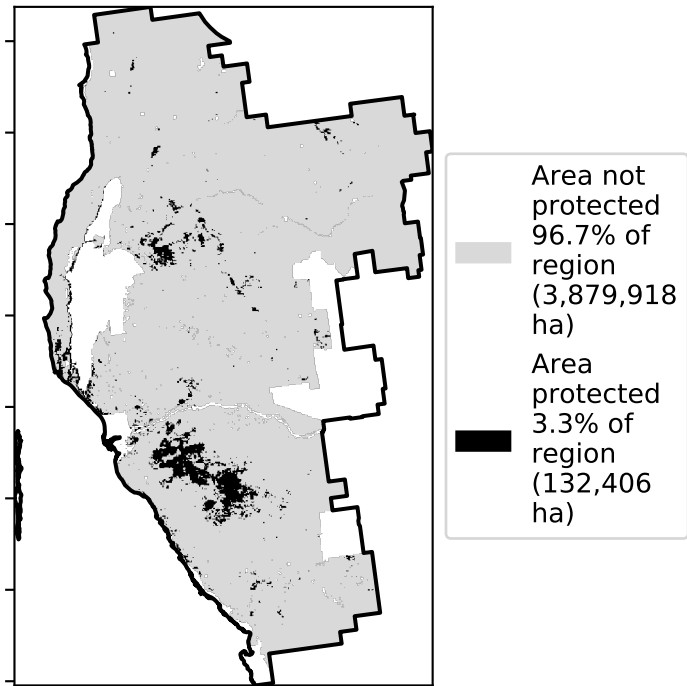 Area not
protected
96.7% of
region
(3,879,918
ha)
Area
protected
3.3% of
region
(132,406
ha)